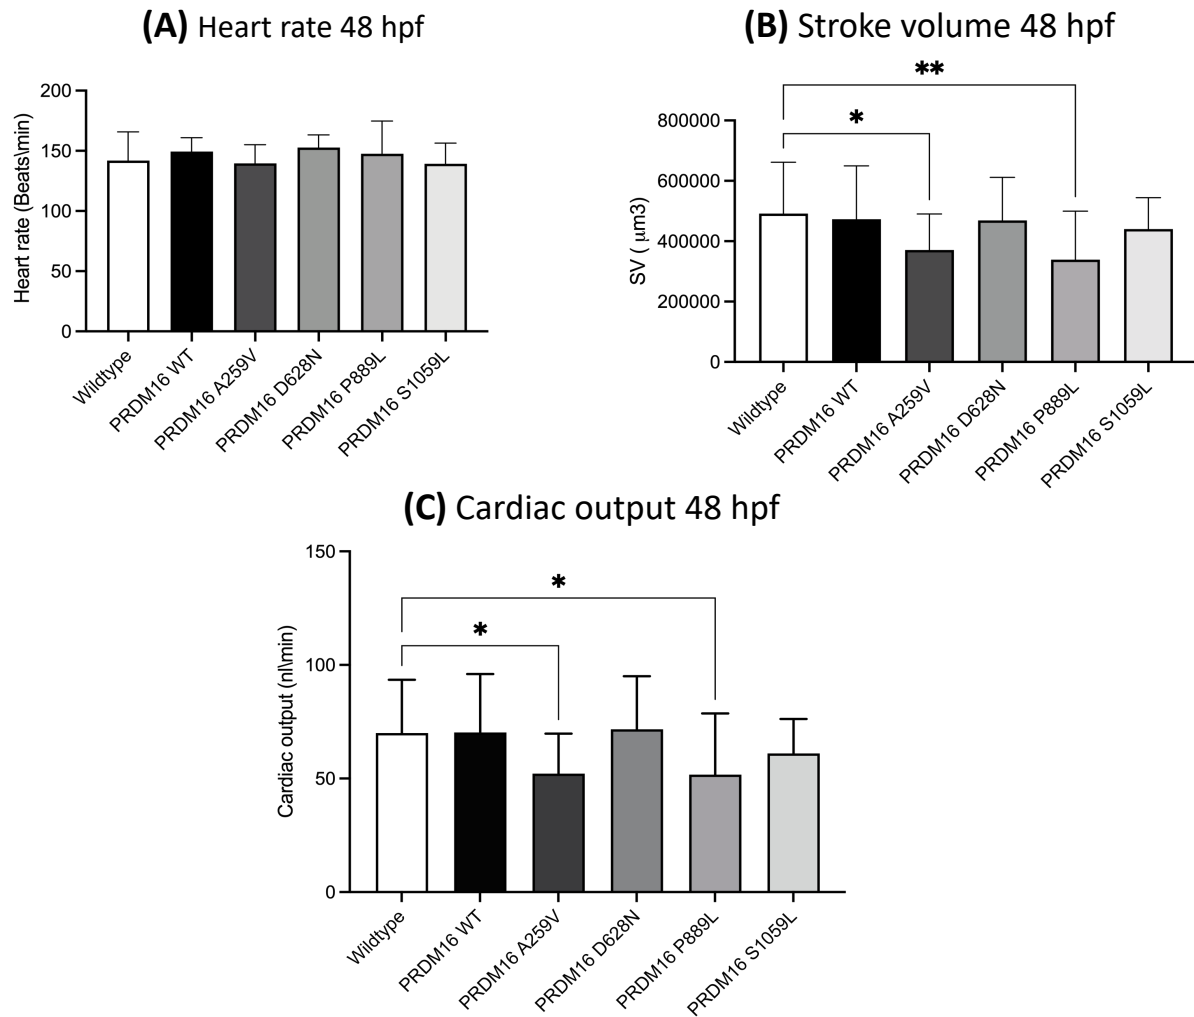 (A) Heart rate 48 hpf
Heart rate (Beats\min)
200
150
100
50
0
Wildtype
PRDM16 WT
PRDM16 A259V
PRDM16 D628N
PRDM16 P889L
PRDM16 S1059L
(B) Stroke volume 48 hpf
**
*
SV ( μm3)
800000
600000
400000
200000
0
Wildtype
PRDM16 WT
PRDM16 A259V
PRDM16 D628N
PRDM16 P889L
PRDM16 S1059L
(C) Cardiac output 48 hpf
*
*
Cardiac output (nl\min)
150
100
50
0
Wildtype
PRDM16 WT
PRDM16 A259V
PRDM16 D628N
PRDM16 P889L
PRDM16 S1059L